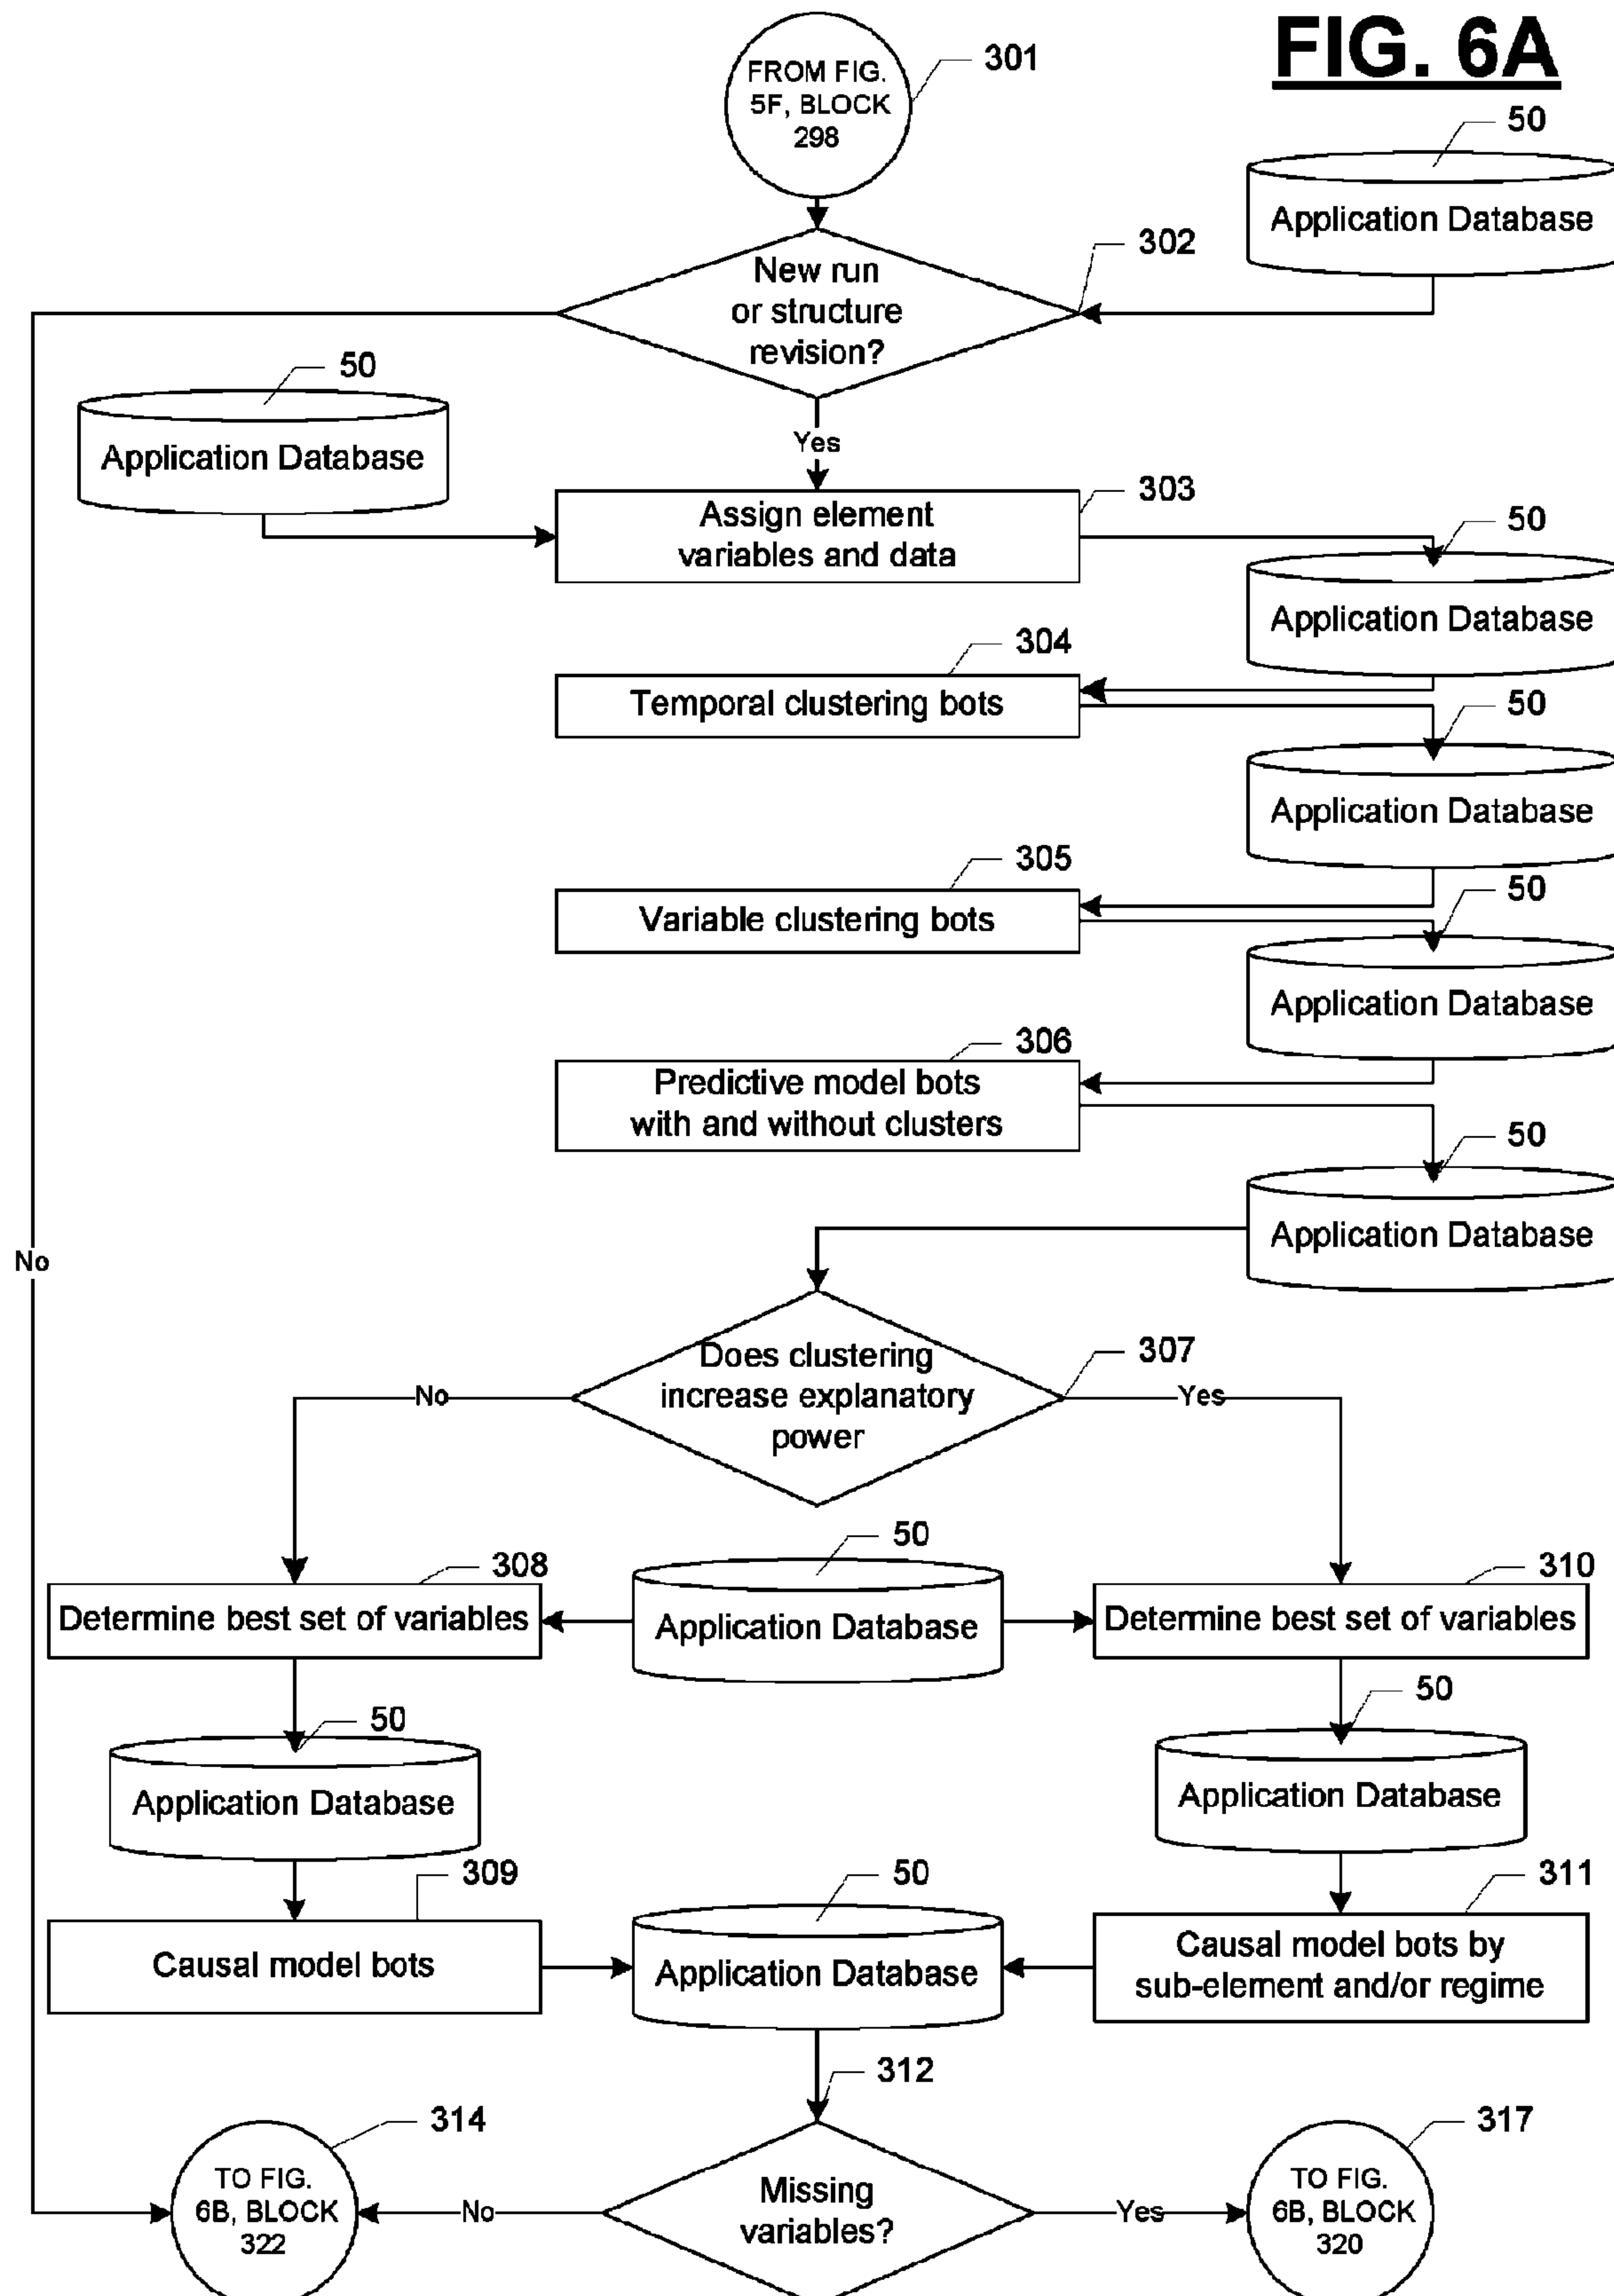 FIG. 6A
301
FROM FIG.
5F, BLOCK
298
50
Application Database
302
New run
or structure
revision?
50
Application Database
Yes
303
Assign element
variables and data
50
Application Database
304
Temporal clustering bots
50
Application Database
305
Variable clustering bots
50
Application Database
306
Predictive model bots
with and without clusters
50
Application Database
No
307
Does clustering
increase explanatory
power
No
Yes
308
Determine best set of variables
50
Application Database
310
Determine best set of variables
50
Application Database
50
Application Database
309
Causal model bots
50
Application Database
311
Causal model bots by
sub-element and/or regime
312
314
TO FIG.
6B, BLOCK
322
No
Missing
variables?
Yes
317
TO FIG.
6B, BLOCK
320